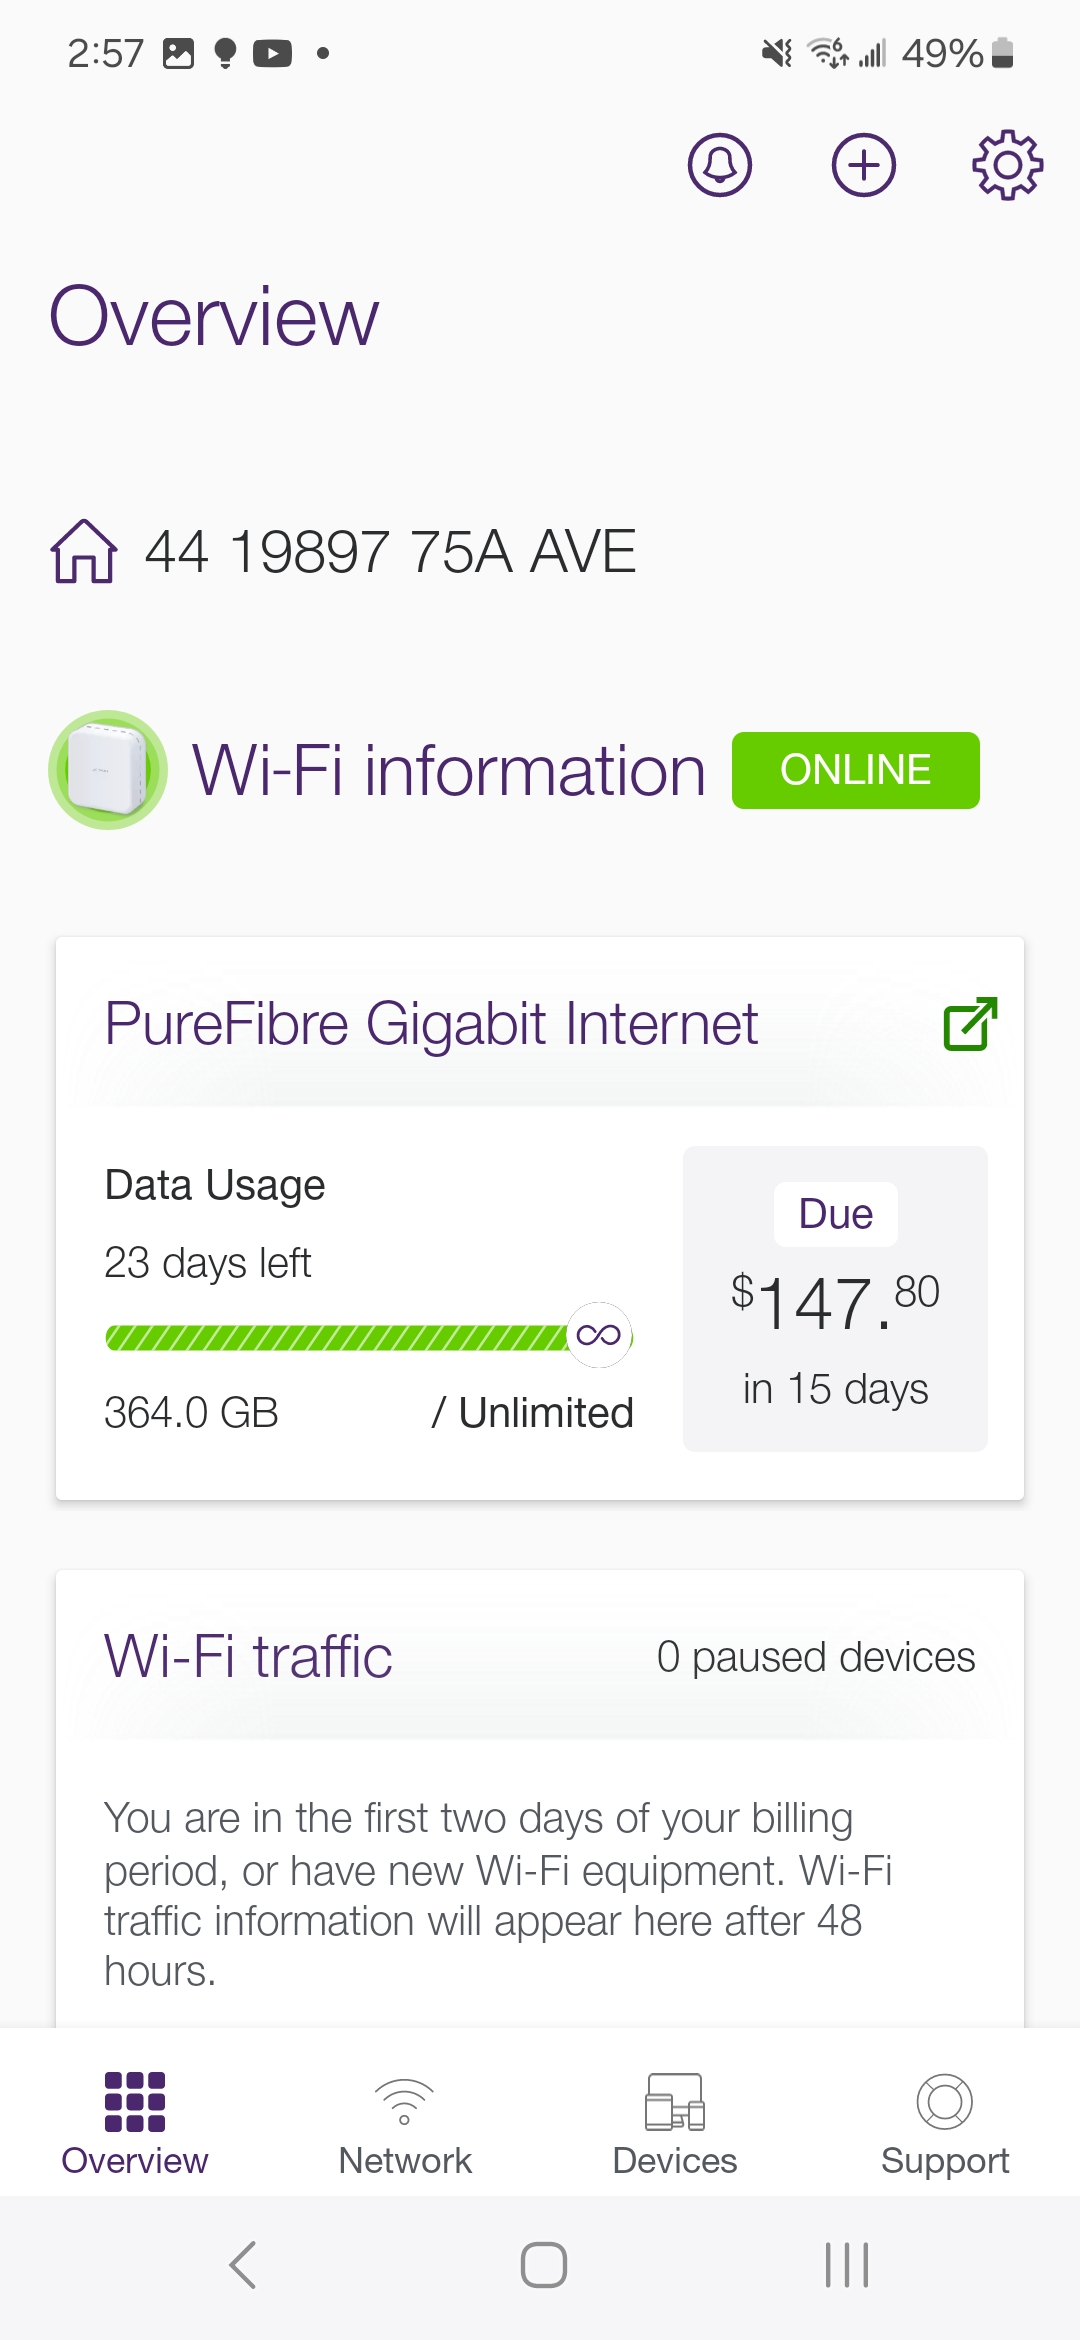 2:57
49%
Overview
44 19897 75A AVE
Wi-Fi information ONLINE
PureFibre Gigabit Internet
Data Usage
23 days left
364.0 GB / Unlimited
Due
$147.80
in 15 days
Wi-Fi traffic 0 paused devices
You are in the first two days of your billing
period, or have new Wi-Fi equipment. Wi-Fi
traffic information will appear here after 48
hours.
Overview Network Devices Support